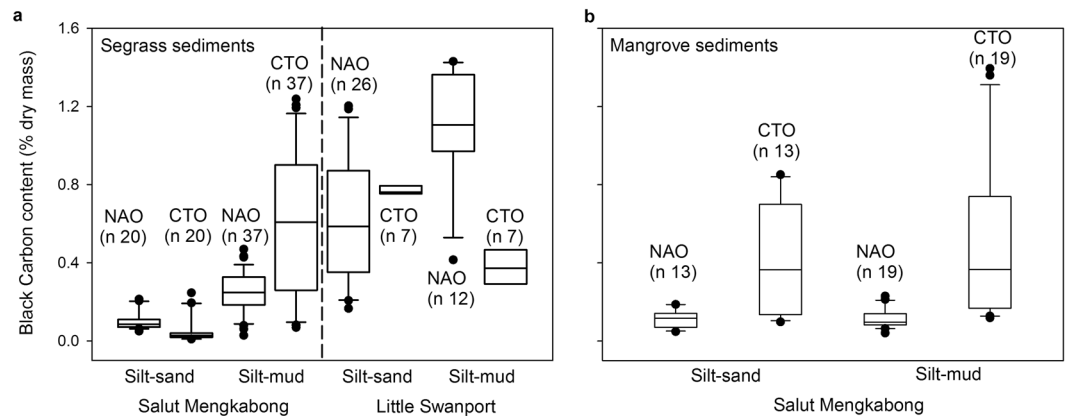 a
Black Carbon content (% dry mass)
1.6
1.2
0.8
0.4
0.0
Segrass sediments
NAO
(n 20)
CTO
(n 20)
NAO
(n 37)
CTO
(n 37)
NAO
(n 26)
CTO
(n 7)
NAO
(n 12)
CTO
(n 7)
Silt-sand
Silt-mud
Silt-sand
Silt-mud
Salut Mengkabong
Little Swanport
b
Mangrove sediments
NAO
(n 13)
CTO
(n 13)
NAO
(n 19)
CTO
(n 19)
Silt-sand
Silt-mud
Salut Mengkabong